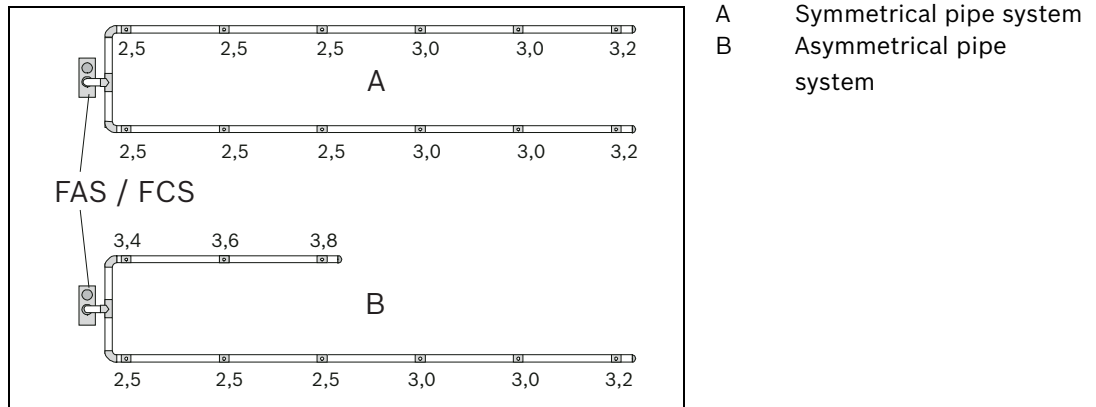 2,5 2,5 2,5 3,0 3,0 3,2
A
2,5 2,5 2,5 3,0 3,0 3,2
FAS / FCS
3,4 3,6 3,8
B
2,5 2,5 2,5 3,0 3,0 3,2
A Symmetrical pipe system
B Asymmetrical pipe
system